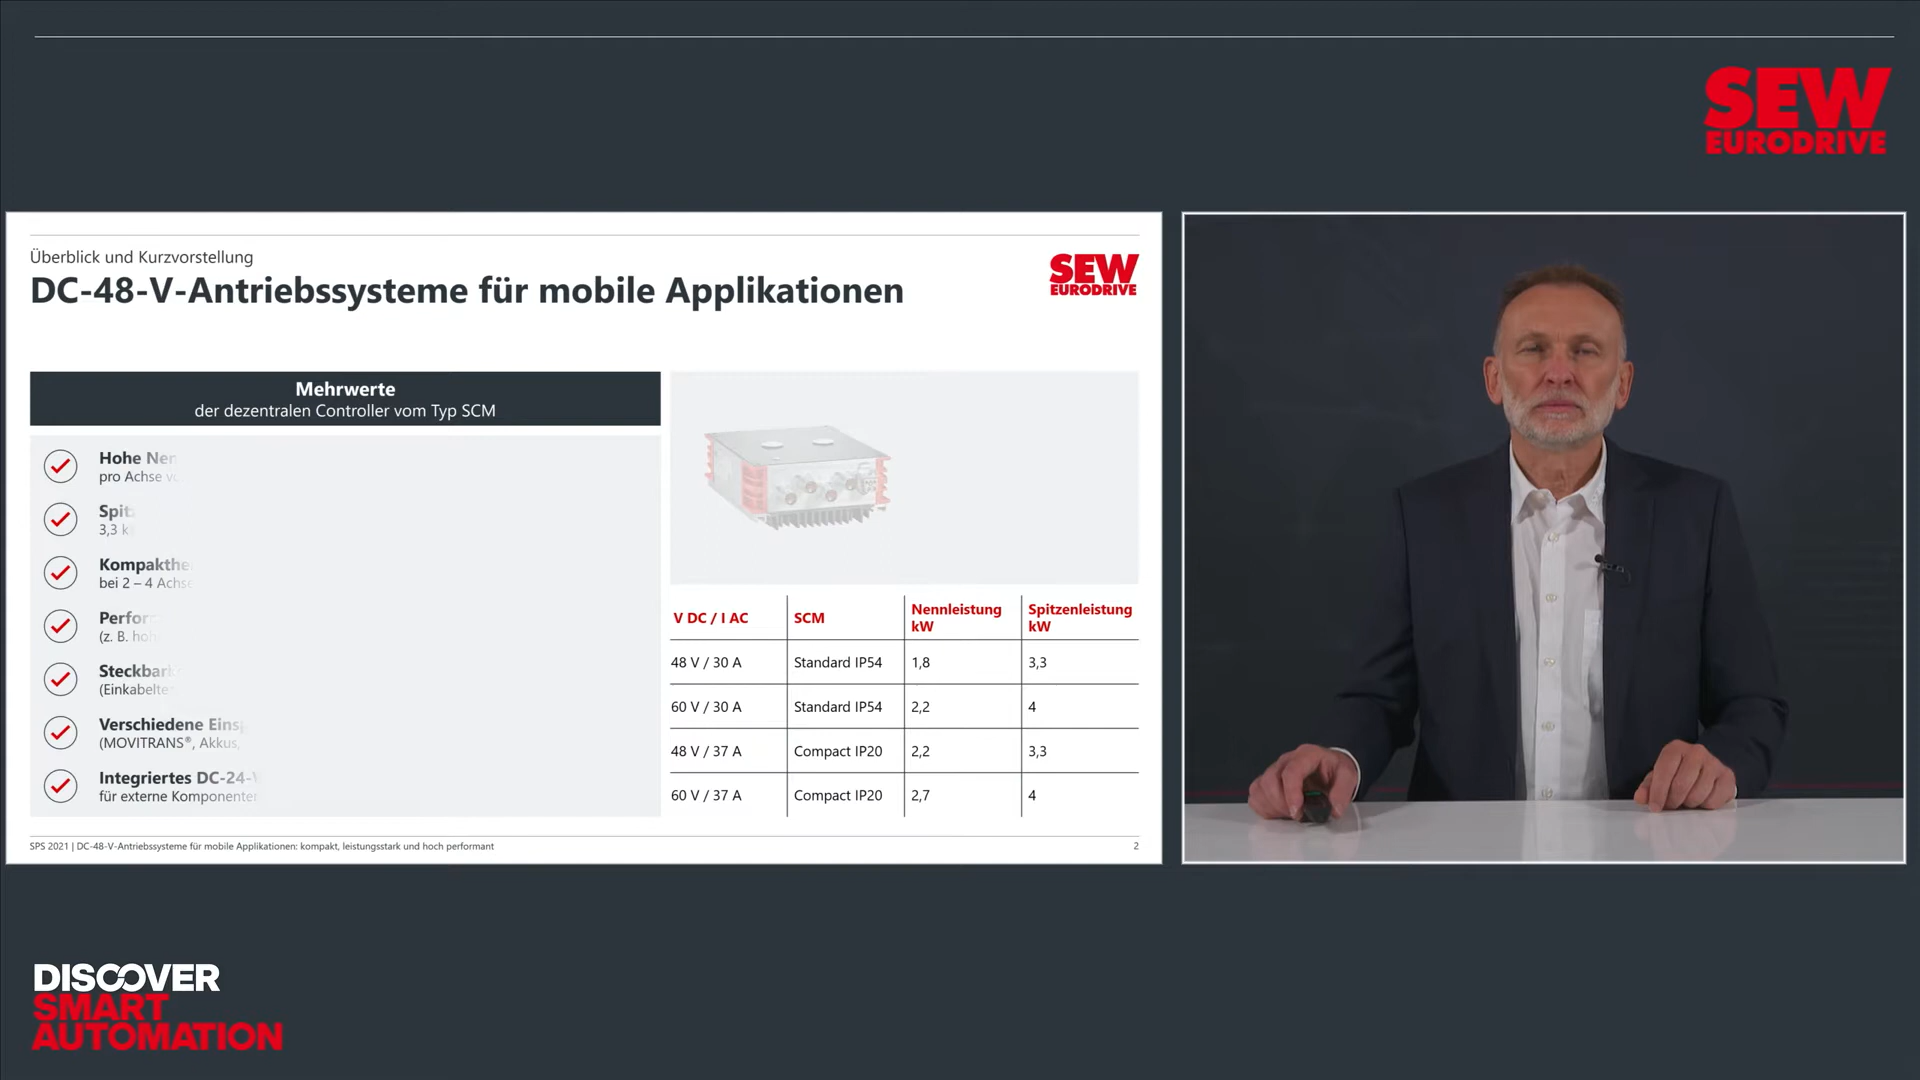 SEW
EURODRIVE
Überblick und Kurzvorstellung
DC-48-V-Antriebssysteme für mobile Applikationen
SEW
EURODRIVE
Mehrwerte
der dezentralen Controller vom Typ SCM
Hohe
pro Achse
3,3
bei 2 – 4
(z. B.
Verschiedene
(MOVITRANS®, Akkus,
Integriertes DC-24-
für externe
V DC / I AC
SCM
Nennleistung
kW
Spitzenleistung
kW
48 V / 30 A
Standard IP54
1,8
3,3
60 V / 30 A
Standard IP54
2,2
4
48 V / 37 A
Compact IP20
2,2
3,3
60 V / 37 A
Compact IP20
2,7
4
SPS 2021 | DC-48-V-Antriebssysteme für mobile Applikationen: kompakt, leistungsstark und hoch performant
2
DISCOVER
SMART
AUTOMATION